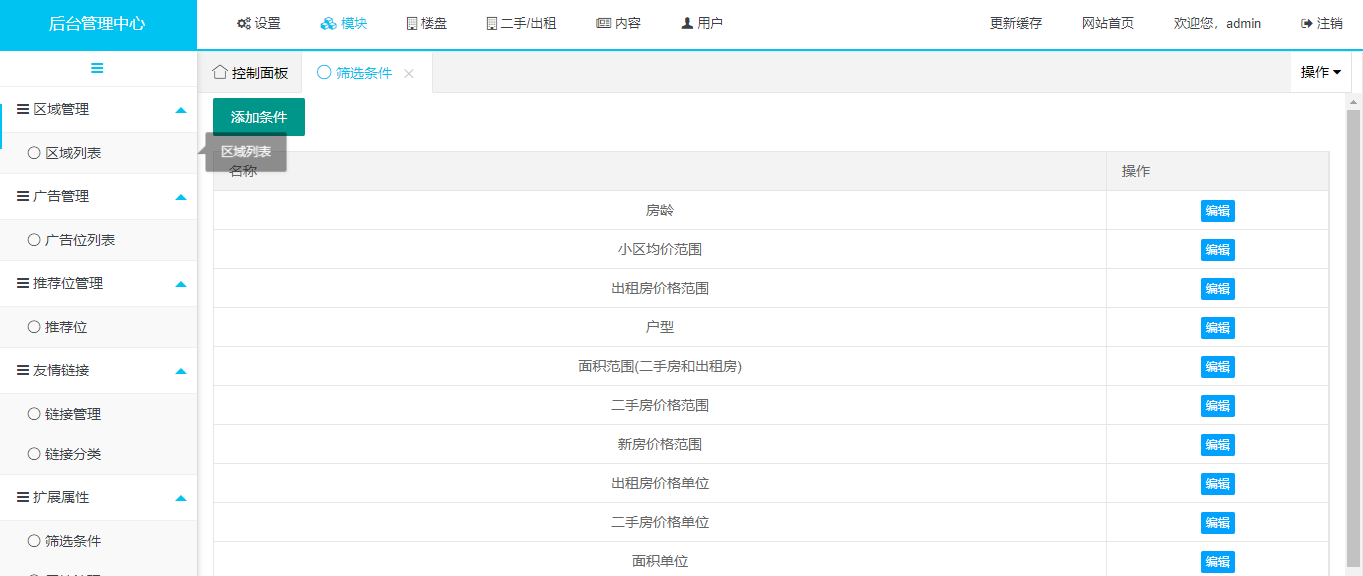 后台管理中心
设置 模块 楼盘 二手/出租 内容 用户 更新缓存 网站首页 欢迎您，admin 注销
控制面板 筛选条件 操作
区域管理
区域列表
广告管理
广告位列表
推荐位管理
推荐位
友情链接
链接管理
链接分类
扩展属性
筛选条件
添加条件
区域列表
名称 操作
房龄 编辑
小区均价范围 编辑
出租房价格范围 编辑
户型 编辑
面积范围(二手房和出租房) 编辑
二手房价格范围 编辑
新房价格范围 编辑
出租房价格单位 编辑
二手房价格单位 编辑
面积单位 编辑